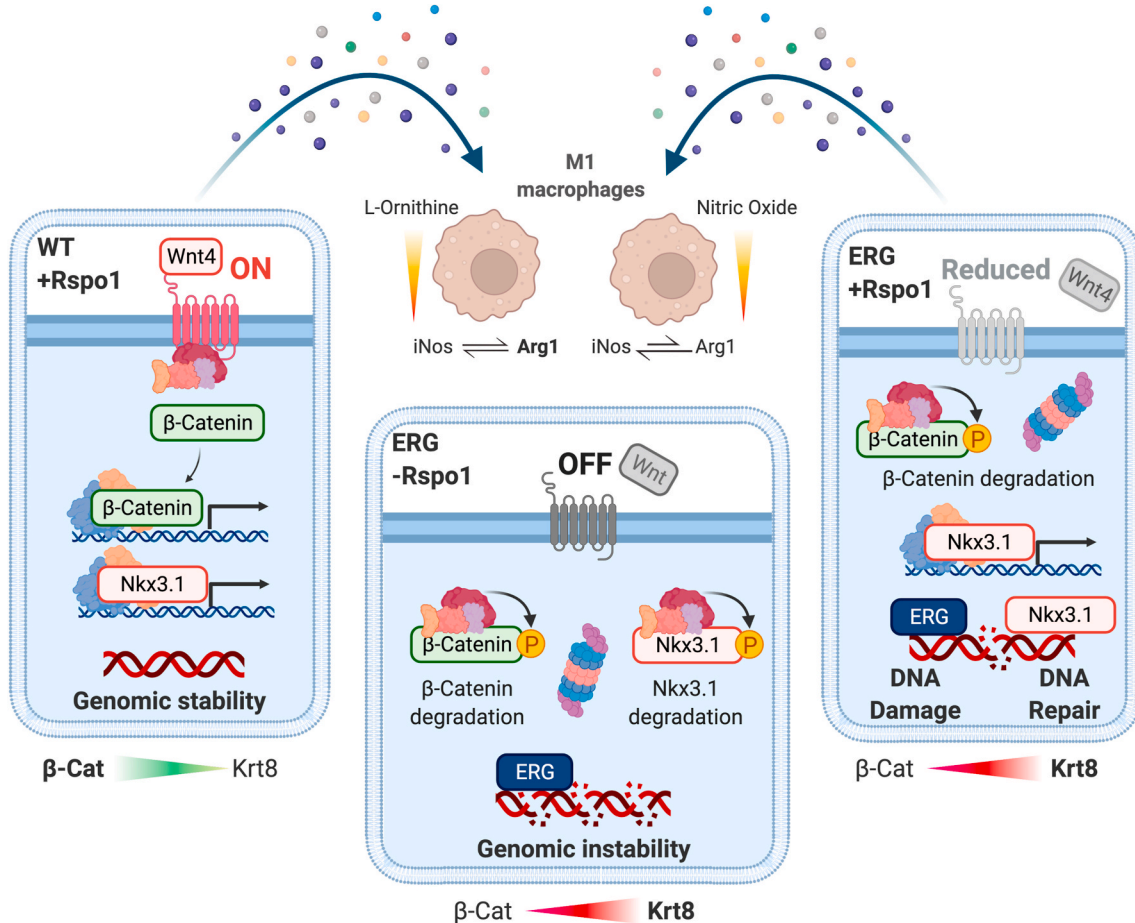 M1
macrophages
L-Ornithine
Nitric Oxide
iNos
Arg1
iNos
Arg1
WT
+Rspo1
Wnt4
ON
β-Catenin
β-Catenin
Nkx3.1
Genomic stability
β-Cat
Krt8
ERG
-Rspo1
OFF
Wnt
β-Catenin
P
Nkx3.1
P
β-Catenin
degradation
Nkx3.1
degradation
ERG
Genomic instability
β-Cat
Krt8
ERG
+Rspo1
Reduced
Wnt4
β-Catenin
P
β-Catenin degradation
Nkx3.1
ERG
Nkx3.1
DNA
Damage
DNA
Repair
β-Cat
Krt8